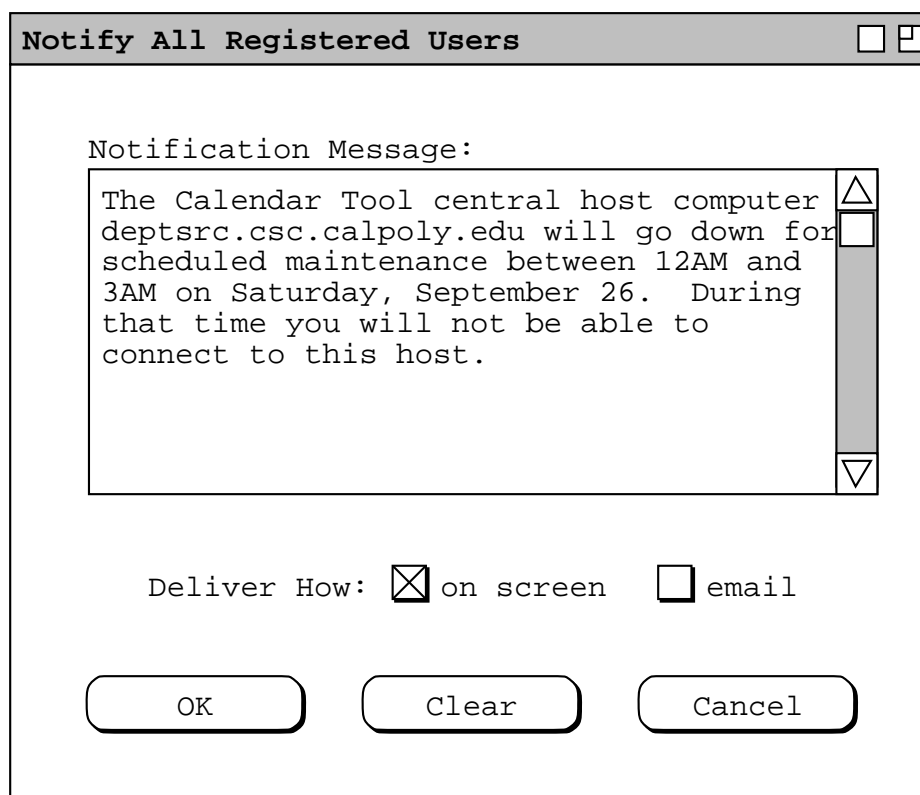 Notify All Registered Users
Notification Message:
The Calendar Tool central host computer
deptsrc.csc.calpoly.edu will go down for
scheduled maintenance between 12AM and
3AM on Saturday, September 26.  During
that time you will not be able to
connect to this host.
Deliver How: on screen email
OK Clear Cancel